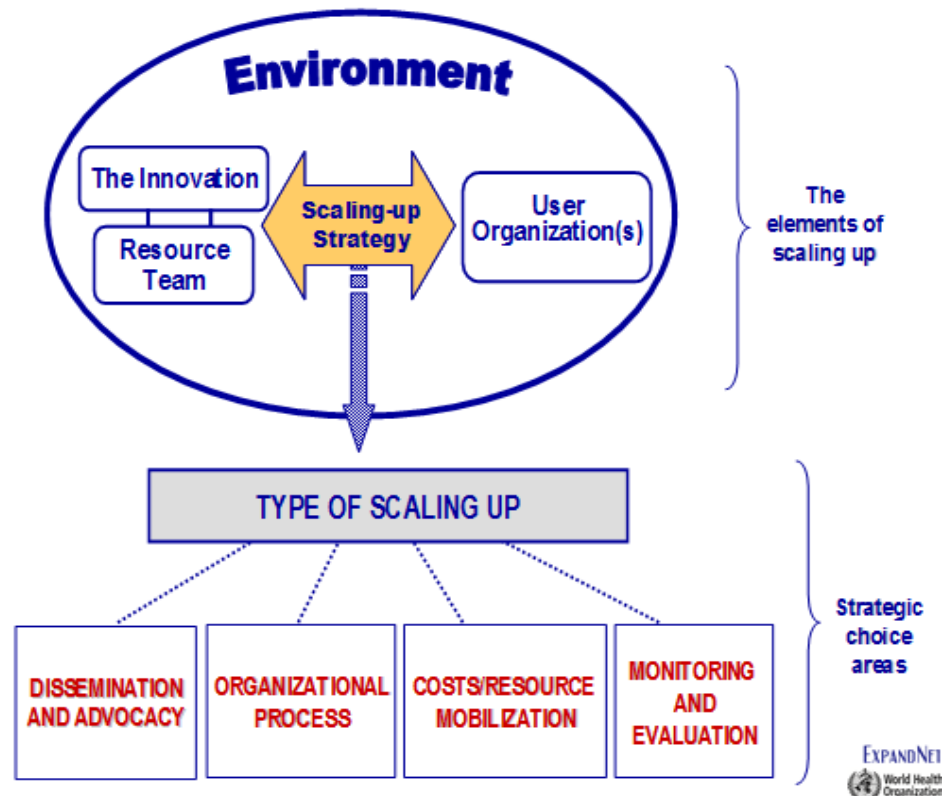 Environment
The Innovation
Resource
Team
Scaling-up
Strategy
User
Organization(s)
The
elements of
scaling up
TYPE OF SCALING UP
DISSEMINATION
AND ADVOCACY
ORGANIZATIONAL
PROCESS
COSTS/RESOURCE
MOBILIZATION
MONITORING
AND
EVALUATION
Strategic
choice
areas
EXPANDNET
World Health
Organization